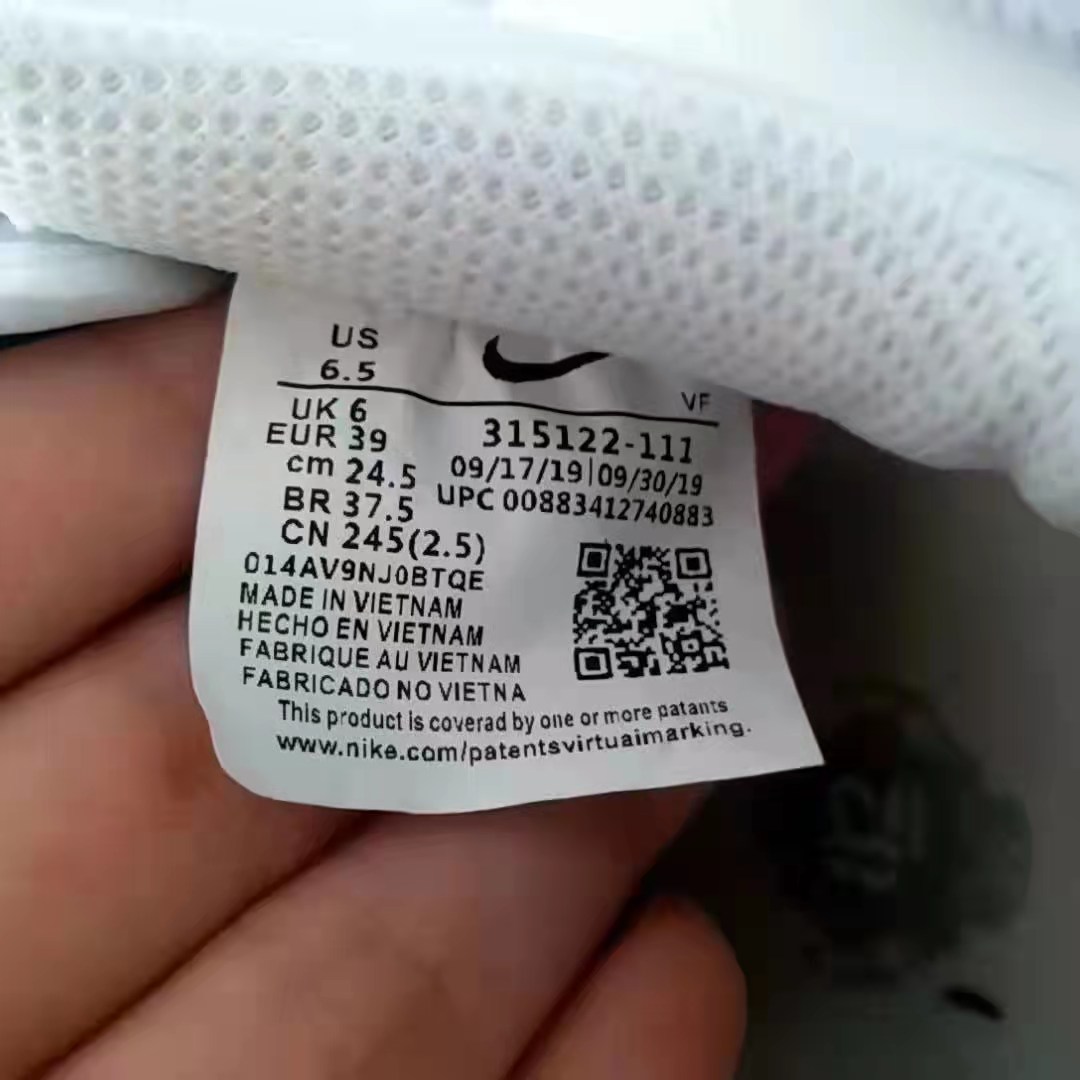 US
6.5
VF
UK 6
EUR 39
cm 24.5
BR 37.5
CN 245(2.5)
315122-111
09/17/19|09/30/19
UPC 00883412740883
014AV9NJ0BTQE
MADE IN VIETNAM
HECHO EN VIETNAM
FABRIQUE AU VIETNAM
FABRICADO NO VIETNA
This product is coverad by one or more patants
www.nike.com/patentsvirtuaimarking.